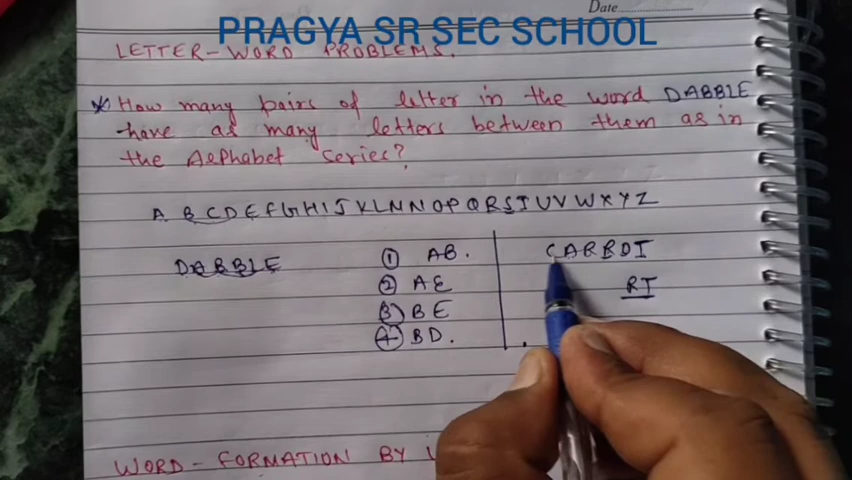 Date
PRAGYA SR SEC SCHOOL
LETTER-WORD PROBLEMS.
* How many pairs of letter in the word DABBLE
have as many letters between them as in
the Alphabet series?
A B C D E F G H I J K L N N O P Q R S T U V W X Y Z
DABBLE
① AB.
② AE
③ BE
④ BD.
CARRDI
RI
WORD-FORMATION BY